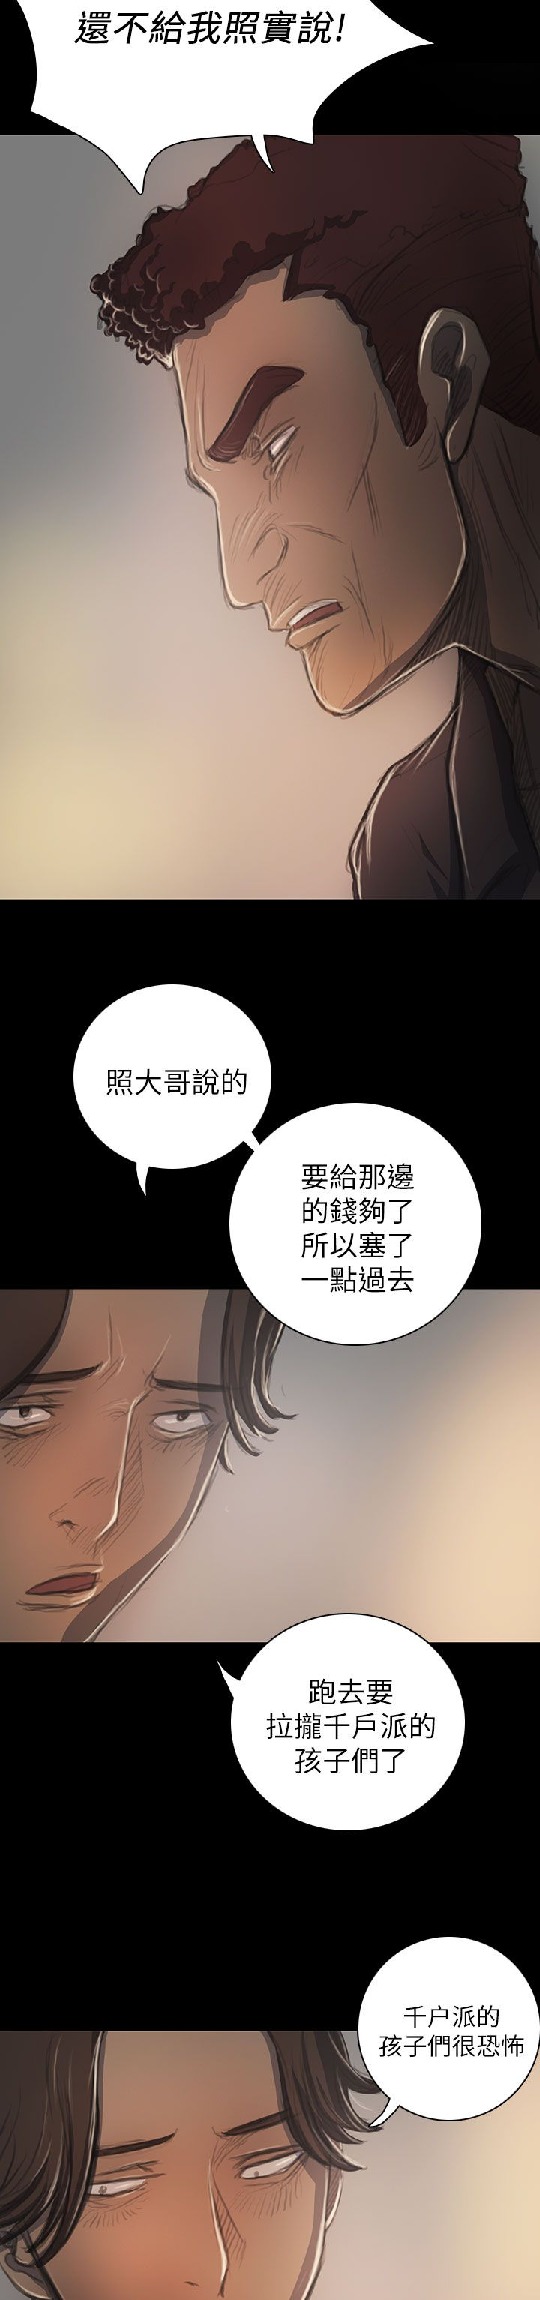 還不給我照實說!
照大哥說的
要給那邊
的錢夠了
所以塞了
一點過去
跑去要
拉攏千戶派的
孩子們了
千户派的
孩子們很恐怖